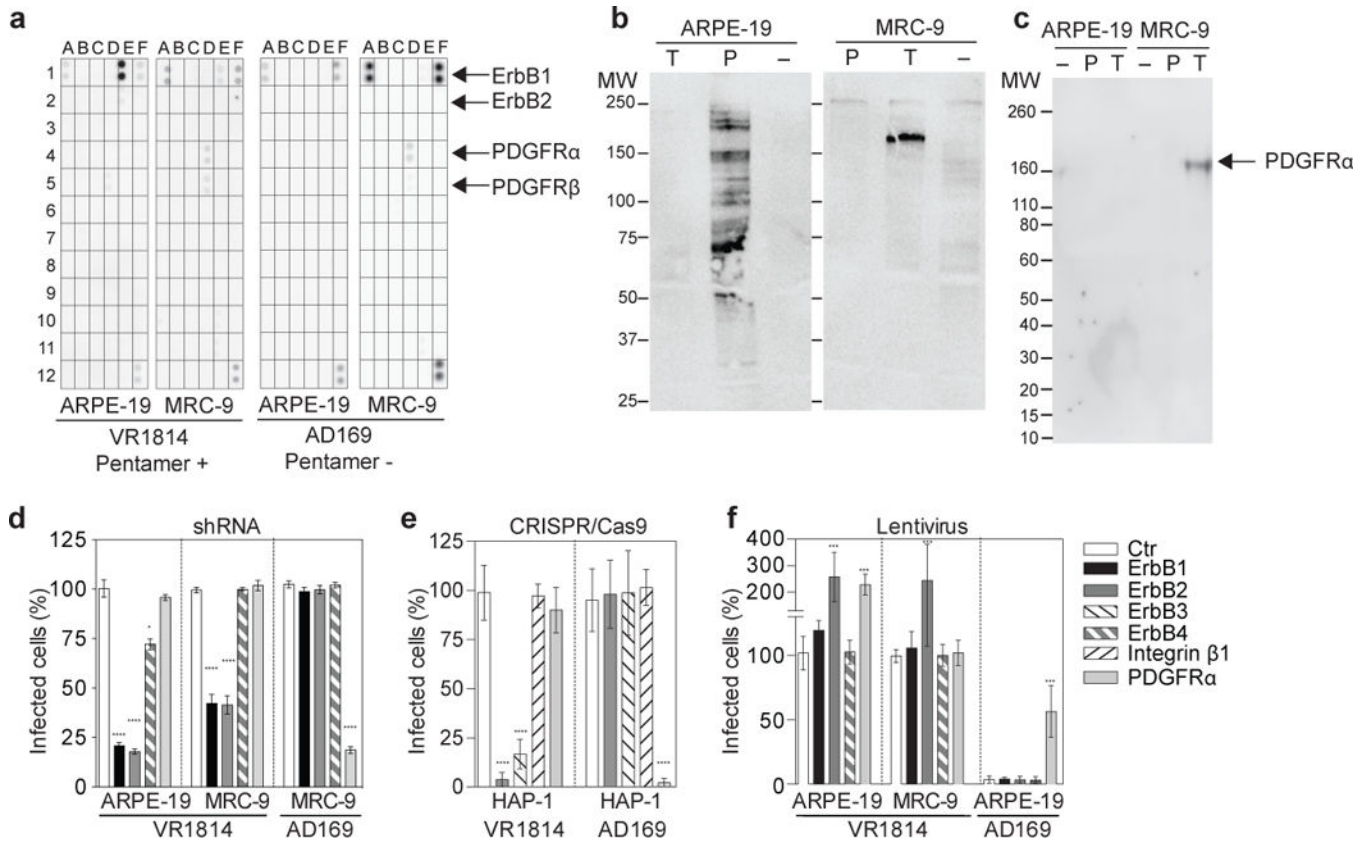 a
A B C D E F A B C D E F A B C D E F A B C D E F
1
2
3
4
5
6
7
8
9
10
11
12
ErbB1
ErbB2
PDGFRα
PDGFRβ
ARPE-19 MRC-9 ARPE-19 MRC-9
VR1814 AD169
Pentamer + Pentamer -
b
ARPE-19 MRC-9
T P – P T –
MW
250
150
100
75
50
37
25
c
ARPE-19 MRC-9
– P T – P T
MW
260
160
110
80
60
50
40
30
20
15
10
PDGFRα
d
shRNA
Infected cells (%)
125
100
75
50
25
0
**** **** * **** **** ****
ARPE-19 MRC-9 MRC-9
VR1814 AD169
e
CRISPR/Cas9
Infected cells (%)
125
100
75
50
25
0
**** **** ****
HAP-1 HAP-1
VR1814 AD169
f
Lentivirus
Infected cells (%)
400
300
200
100
50
0
*** *** *** ***
ARPE-19 MRC-9 ARPE-19
VR1814 AD169
Ctr
ErbB1
ErbB2
ErbB3
ErbB4
Integrin β1
PDGFRα